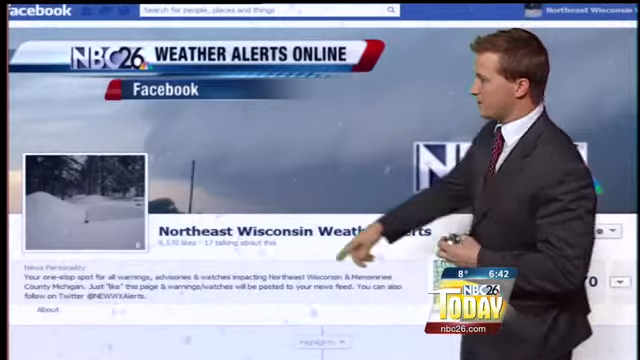 acebook
Search for people, places and things
Northeast Wisconsin
NBC26
WEATHER ALERTS ONLINE
Facebook
Northeast Wisconsin Weath
erts
9,570 likes · 17 talking about this
News Personality
Your one-stop spot for all warnings, advisories & watches impacting Northeast Wisconsin & Menominee
County Michigan. Just "like" this page & warnings/watches will be posted to your news feed. You can also
follow on Twitter @NEWWXAlerts.
About
Highlights
8° 6:42
NBC26
TODAY
nbc26.com